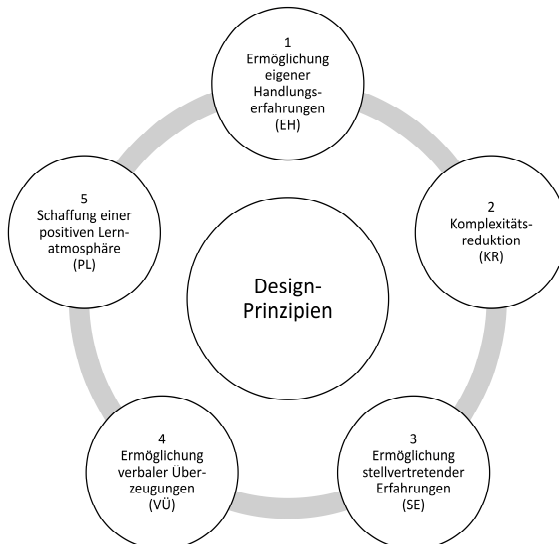 1
Ermöglichung
eigener
Handlungs-
erfahrungen
(EH)
2
Komplexitäts-
reduktion
(KR)
3
Ermöglichung
stellvertretender
Erfahrungen
(SE)
4
Ermöglichung
verbaler Über-
zeugungen
(VÜ)
5
Schaffung einer
positiven Lern-
atmosphäre
(PL)
Design-
Prinzipien